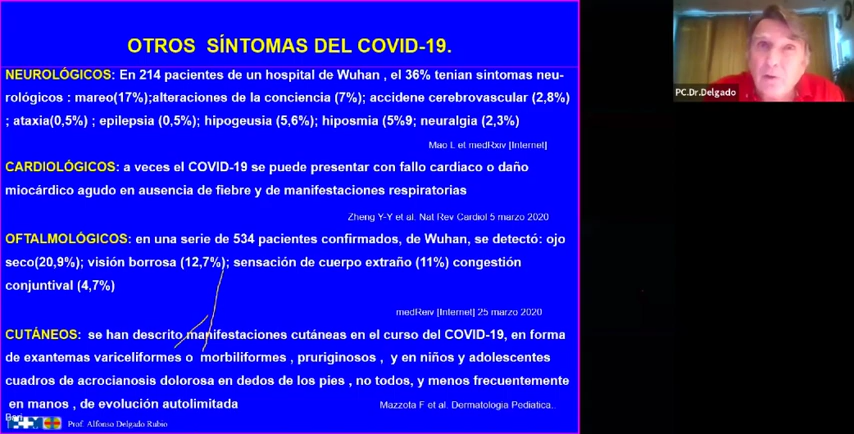 OTROS SÍNTOMAS DEL COVID-19.
NEUROLÓGICOS: En 214 pacientes de un hospital de Wuhan , el 36% tenian síntomas neu-
rológicos : mareo(17%);alteraciones de la conciencia (7%); accidene cerebrovascular (2,8%)
; ataxia(0,5%) ; epilepsia (0,5%); hipogeusia (5,6%); hiposmia (5%9; neuralgia (2,3%)
Mao L et medRxiv [Internet]
CARDIOLÓGICOS: a veces el COVID-19 se puede presentar con fallo cardiaco o daño
miocárdico agudo en ausencia de fiebre y de manifestaciones respiratorias
Zheng Y-Y et al. Nat Rev Cardiol 5 marzo 2020
OFTALMOLÓGICOS: en una serie de 534 pacientes confirmados, de Wuhan, se detectó: ojo
seco(20,9%); visión borrosa (12,7%); sensación de cuerpo extraño (11%) congestión
conjuntival (4,7%)
medReiv [Internet] 25 marzo 2020
CUTÁNEOS: se han descrito manifestaciones cutáneas en el curso del COVID-19, en forma
de exantemas variceliformes o morbiliformes , pruriginosos , y en niños y adolescentes
cuadros de acrocianosis dolorosa en dedos de los pies , no todos, y menos frecuentemente
en manos , de evolución autolimitada
Mazzota F et al. Dermatologia Pediatica..
Prof. Alfonso Delgado Rubio
PC.Dr.Delgado